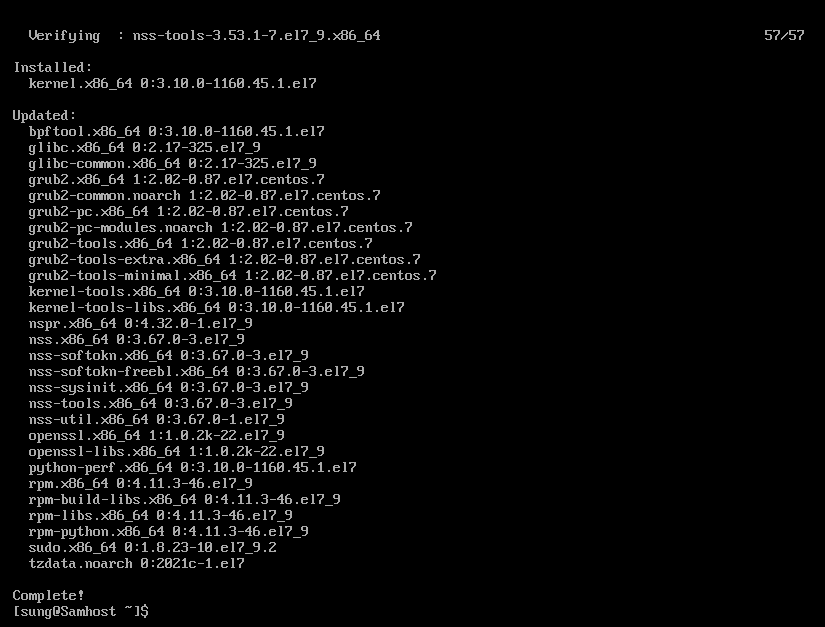 Verifying  : nss-tools-3.53.1-7.el7_9.x86_64 57/57
Installed:
kernel.x86_64 0:3.10.0-1160.45.1.el7
Updated:
bpftool.x86_64 0:3.10.0-1160.45.1.el7
glibc.x86_64 0:2.17-325.el7_9
glibc-common.x86_64 0:2.17-325.el7_9
grub2.x86_64 1:2.02-0.87.el7.centos.7
grub2-common.noarch 1:2.02-0.87.el7.centos.7
grub2-pc.x86_64 1:2.02-0.87.el7.centos.7
grub2-pc-modules.noarch 1:2.02-0.87.el7.centos.7
grub2-tools.x86_64 1:2.02-0.87.el7.centos.7
grub2-tools-extra.x86_64 1:2.02-0.87.el7.centos.7
grub2-tools-minimal.x86_64 1:2.02-0.87.el7.centos.7
kernel-tools.x86_64 0:3.10.0-1160.45.1.el7
kernel-tools-libs.x86_64 0:3.10.0-1160.45.1.el7
nspr.x86_64 0:4.32.0-1.el7_9
nss.x86_64 0:3.67.0-3.el7_9
nss-softokn.x86_64 0:3.67.0-3.el7_9
nss-softokn-freebl.x86_64 0:3.67.0-3.el7_9
nss-sysinit.x86_64 0:3.67.0-3.el7_9
nss-tools.x86_64 0:3.67.0-3.el7_9
nss-util.x86_64 0:3.67.0-1.el7_9
openssl.x86_64 1:1.0.2k-22.el7_9
openssl-libs.x86_64 1:1.0.2k-22.el7_9
python-perf.x86_64 0:3.10.0-1160.45.1.el7
rpm.x86_64 0:4.11.3-46.el7_9
rpm-build-libs.x86_64 0:4.11.3-46.el7_9
rpm-libs.x86_64 0:4.11.3-46.el7_9
rpm-python.x86_64 0:4.11.3-46.el7_9
sudo.x86_64 0:1.8.23-10.el7_9.2
tzdata.noarch 0:2021c-1.el7
Complete!
[sung@Samhost ~]$